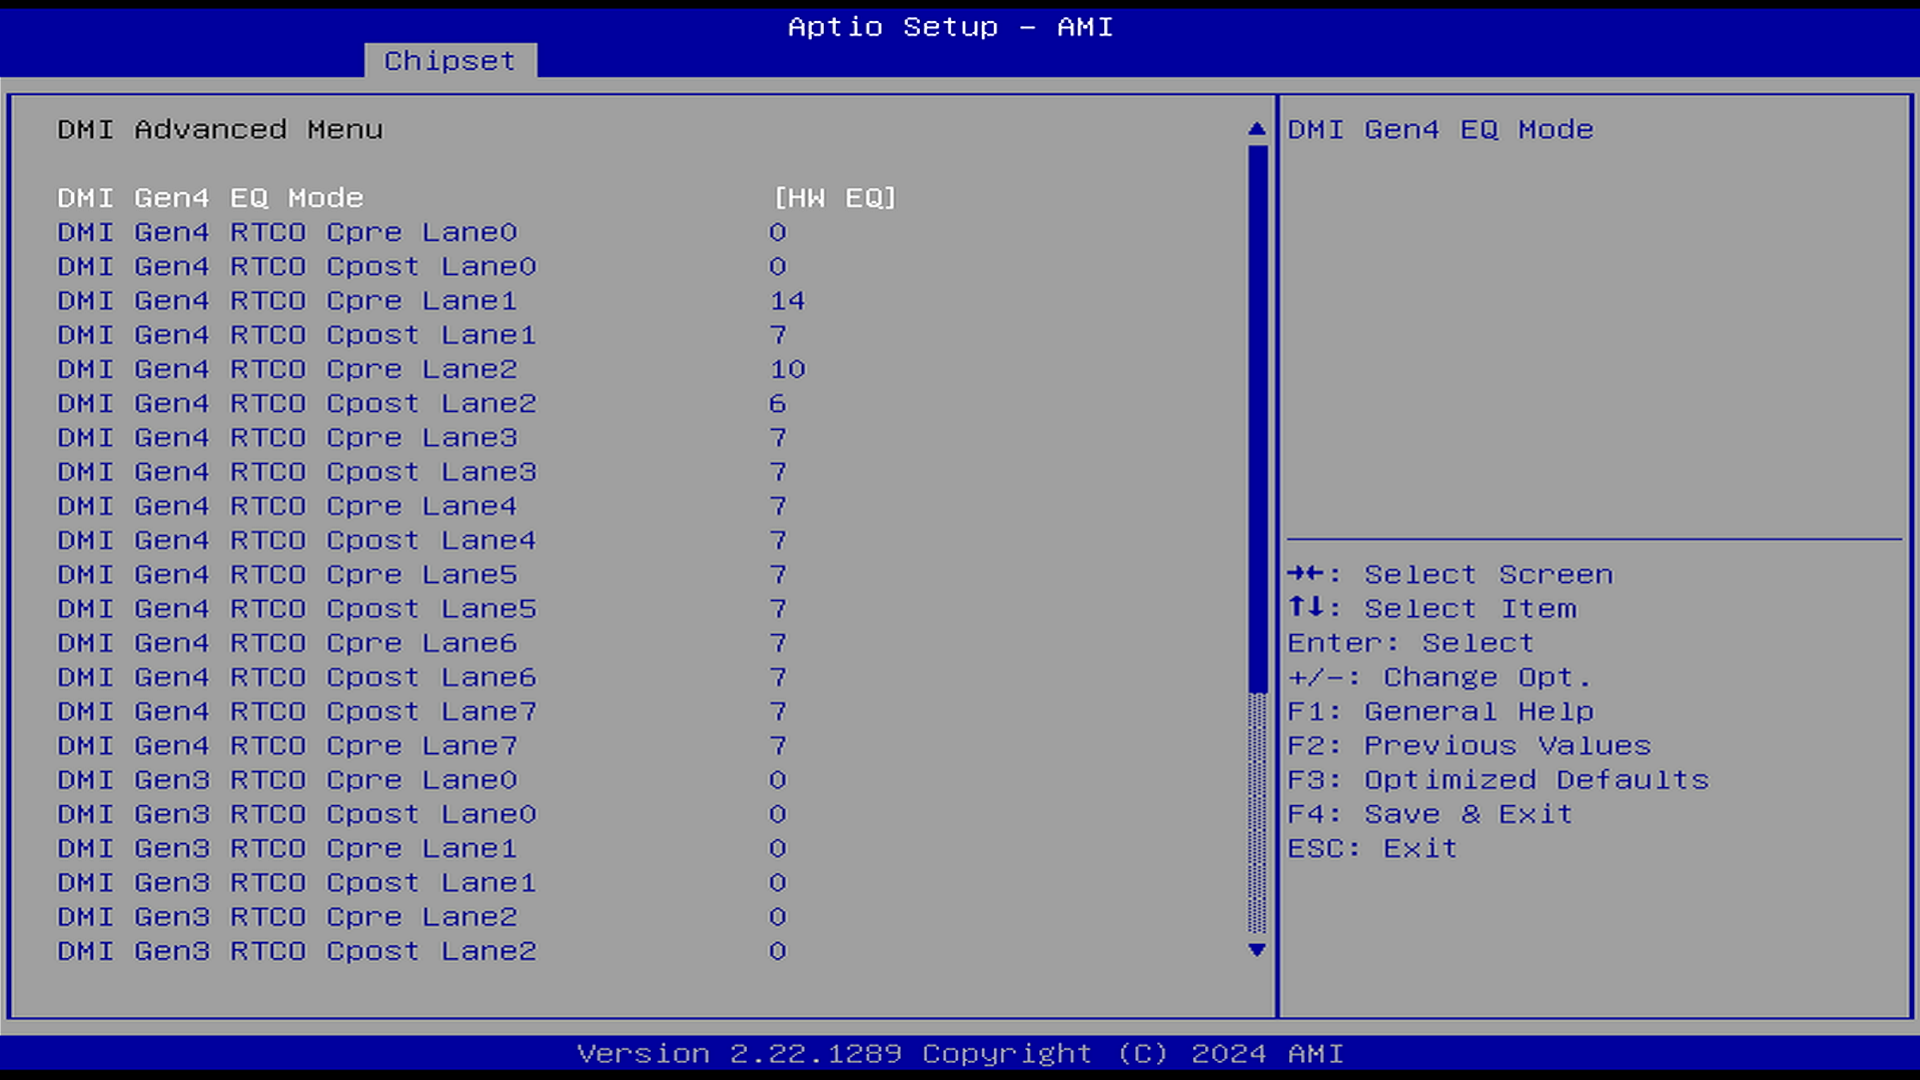 Aptio Setup - AMI
Chipset
DMI Advanced Menu
DMI Gen4 EQ Mode [HW EQ]
DMI Gen4 RTCO Cpre Lane0 0
DMI Gen4 RTCO Cpost Lane0 0
DMI Gen4 RTCO Cpre Lane1 14
DMI Gen4 RTCO Cpost Lane1 7
DMI Gen4 RTCO Cpre Lane2 10
DMI Gen4 RTCO Cpost Lane2 6
DMI Gen4 RTCO Cpre Lane3 7
DMI Gen4 RTCO Cpost Lane3 7
DMI Gen4 RTCO Cpre Lane4 7
DMI Gen4 RTCO Cpost Lane4 7
DMI Gen4 RTCO Cpre Lane5 7
DMI Gen4 RTCO Cpost Lane5 7
DMI Gen4 RTCO Cpre Lane6 7
DMI Gen4 RTCO Cpost Lane6 7
DMI Gen4 RTCO Cpost Lane7 7
DMI Gen4 RTCO Cpre Lane7 7
DMI Gen3 RTCO Cpre Lane0 0
DMI Gen3 RTCO Cpost Lane0 0
DMI Gen3 RTCO Cpre Lane1 0
DMI Gen3 RTCO Cpost Lane1 0
DMI Gen3 RTCO Cpre Lane2 0
DMI Gen3 RTCO Cpost Lane2 0
DMI Gen4 EQ Mode
→←: Select Screen
↑↓: Select Item
Enter: Select
+/-: Change Opt.
F1: General Help
F2: Previous Values
F3: Optimized Defaults
F4: Save & Exit
ESC: Exit
Version 2.22.1289 Copyright (C) 2024 AMI